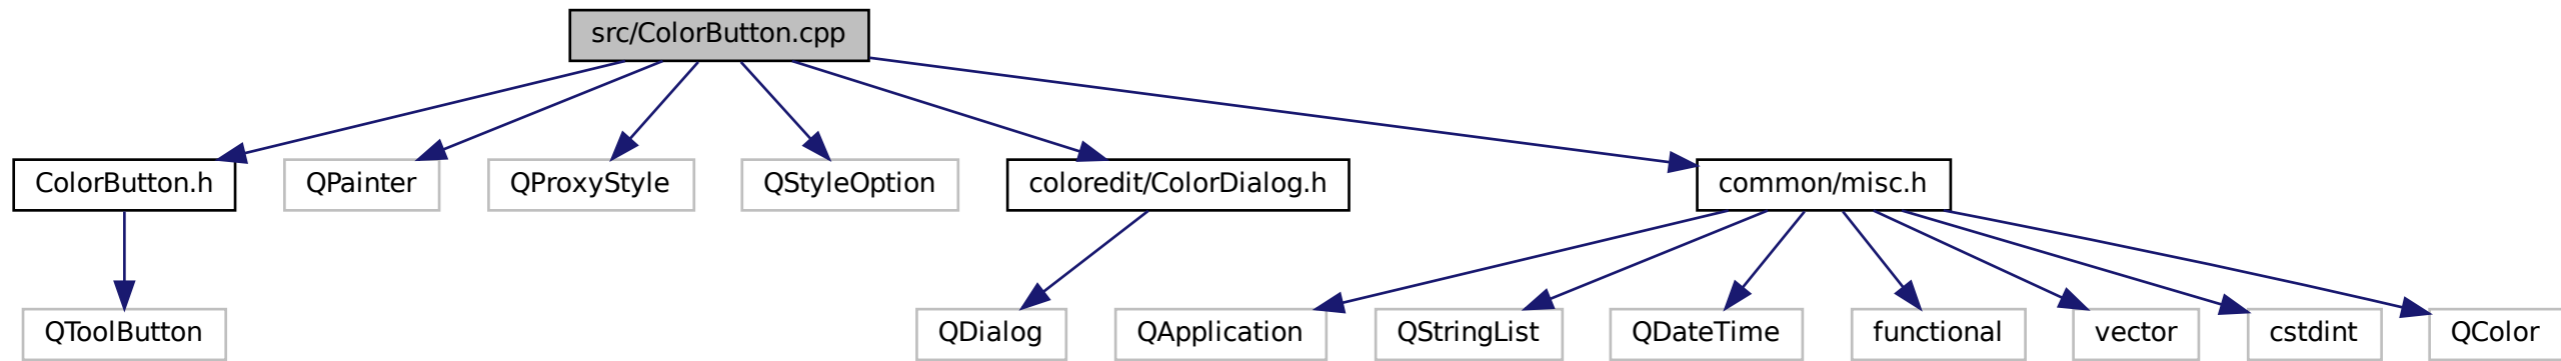 src/ColorButton.cpp
ColorButton.h
QPainter
QProxyStyle
QStyleOption
coloredit/ColorDialog.h
common/misc.h
QToolButton
QDialog
QApplication
QStringList
QDateTime
functional
vector
cstdint
QColor